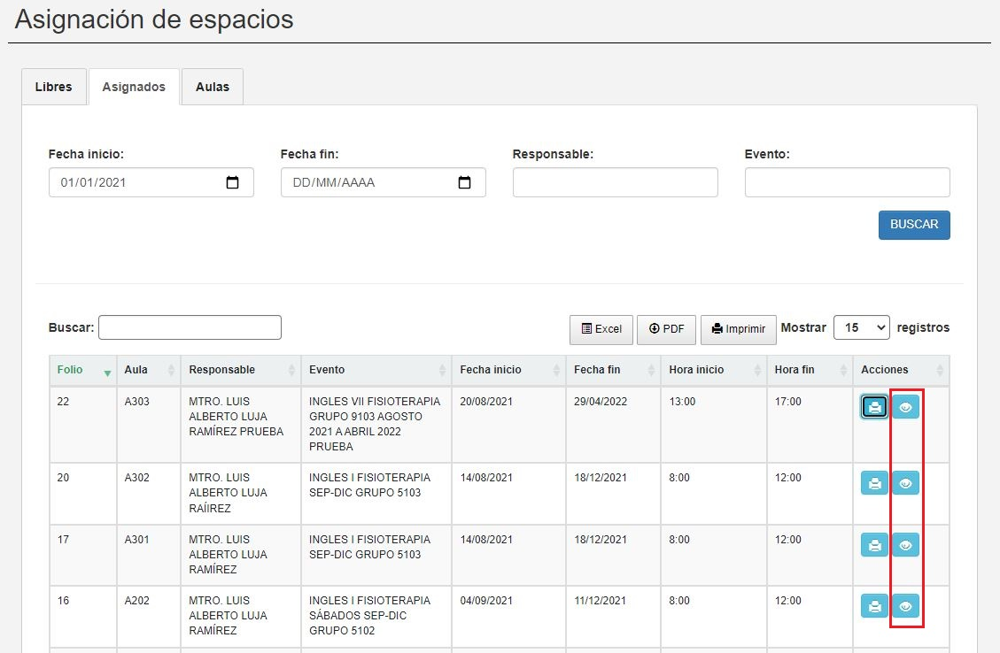 Asignación de espacios
Libres Asignados Aulas
Fecha inicio: Fecha fin: Responsable: Evento:
01/01/2021 DD/MM/AAAA
BUSCAR
Buscar: Excel PDF Imprimir Mostrar 15 registros
Folio Aula Responsable Evento Fecha inicio Fecha fin Hora inicio Hora fin Acciones
22 A303 MTRO. LUIS INGLES VII FISIOTERAPIA 20/08/2021 29/04/2022 13:00 17:00
ALBERTO LUJA GRUPO 9103 AGOSTO
RAMÍREZ PRUEBA 2021 A ABRIL 2022
PRUEBA
20 A302 MTRO. LUIS INGLES I FISIOTERAPIA 14/08/2021 18/12/2021 8:00 12:00
ALBERTO LUJA SEP-DIC GRUPO 5103
RAÍIREZ
17 A301 MTRO. LUIS INGLES I FISIOTERAPIA 14/08/2021 18/12/2021 8:00 12:00
ALBERTO LUJA SEP-DIC GRUPO 5103
RAMÍREZ
16 A202 MTRO. LUIS INGLES I FISIOTERAPIA 04/09/2021 11/12/2021 8:00 12:00
ALBERTO LUJA SÁBADOS SEP-DIC
RAMÍREZ GRUPO 5102